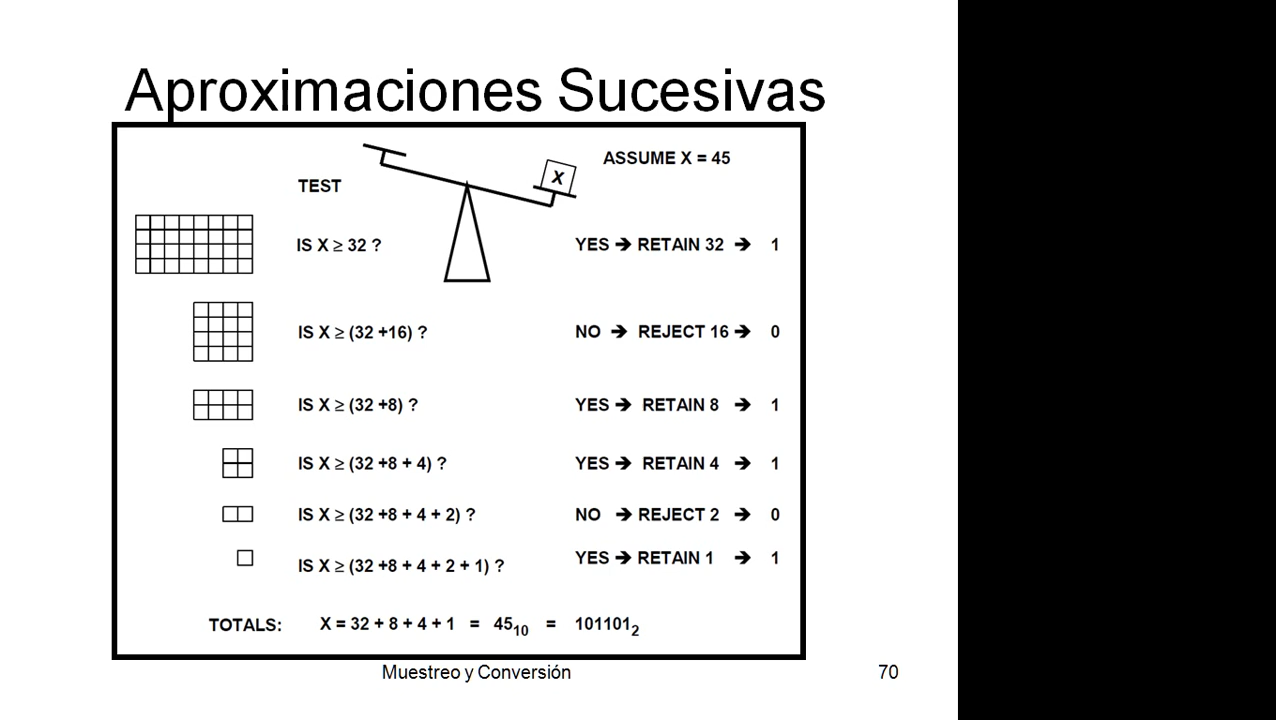 Aproximaciones Sucesivas
ASSUME X = 45
X
TEST
IS X ≥ 32 ? YES ➔ RETAIN 32 ➔ 1
IS X ≥ (32 +16) ? NO ➔ REJECT 16 ➔ 0
IS X ≥ (32 +8) ? YES ➔ RETAIN 8 ➔ 1
IS X ≥ (32 +8 + 4) ? YES ➔ RETAIN 4 ➔ 1
IS X ≥ (32 +8 + 4 + 2) ? NO ➔ REJECT 2 ➔ 0
IS X ≥ (32 +8 + 4 + 2 + 1) ? YES ➔ RETAIN 1 ➔ 1
TOTALS: X = 32 + 8 + 4 + 1 = 45₁₀ = 101101₂
Muestreo y Conversión 70